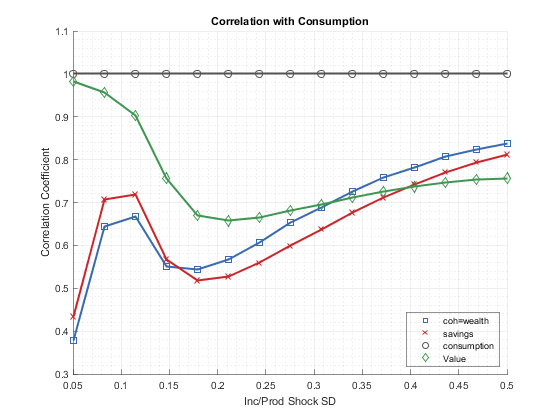 Correlation with Consumption
1.1
1
0.9
0.8
0.7
0.6
0.5
0.4
0.3
Correlation Coefficient
coh=wealth
savings
consumption
Value
0.05 0.1 0.15 0.2 0.25 0.3 0.35 0.4 0.45 0.5
Inc/Prod Shock SD